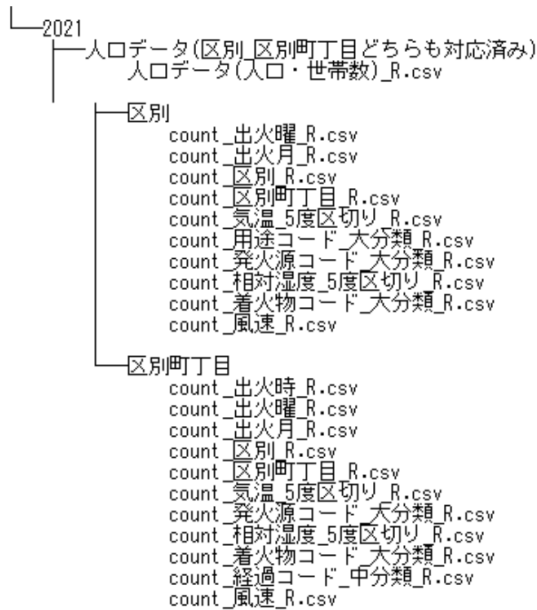 2021
人口データ(区別_区別町丁目どちらも対応済み)
人口データ(人口・世帯数)_R.csv
区別
count_出火曜_R.csv
count_出火月_R.csv
count_区別_R.csv
count_区別町丁目_R.csv
count_気温_5度区切り_R.csv
count_用途コード_大分類_R.csv
count_発火源コード_大分類_R.csv
count_相対湿度_5度区切り_R.csv
count_着火物コード_大分類_R.csv
count_風速_R.csv
区別町丁目
count_出火時_R.csv
count_出火曜_R.csv
count_出火月_R.csv
count_区別_R.csv
count_区別町丁目_R.csv
count_気温_5度区切り_R.csv
count_発火源コード_大分類_R.csv
count_相対湿度_5度区切り_R.csv
count_着火物コード_大分類_R.csv
count_経過コード_中分類_R.csv
count_風速_R.csv